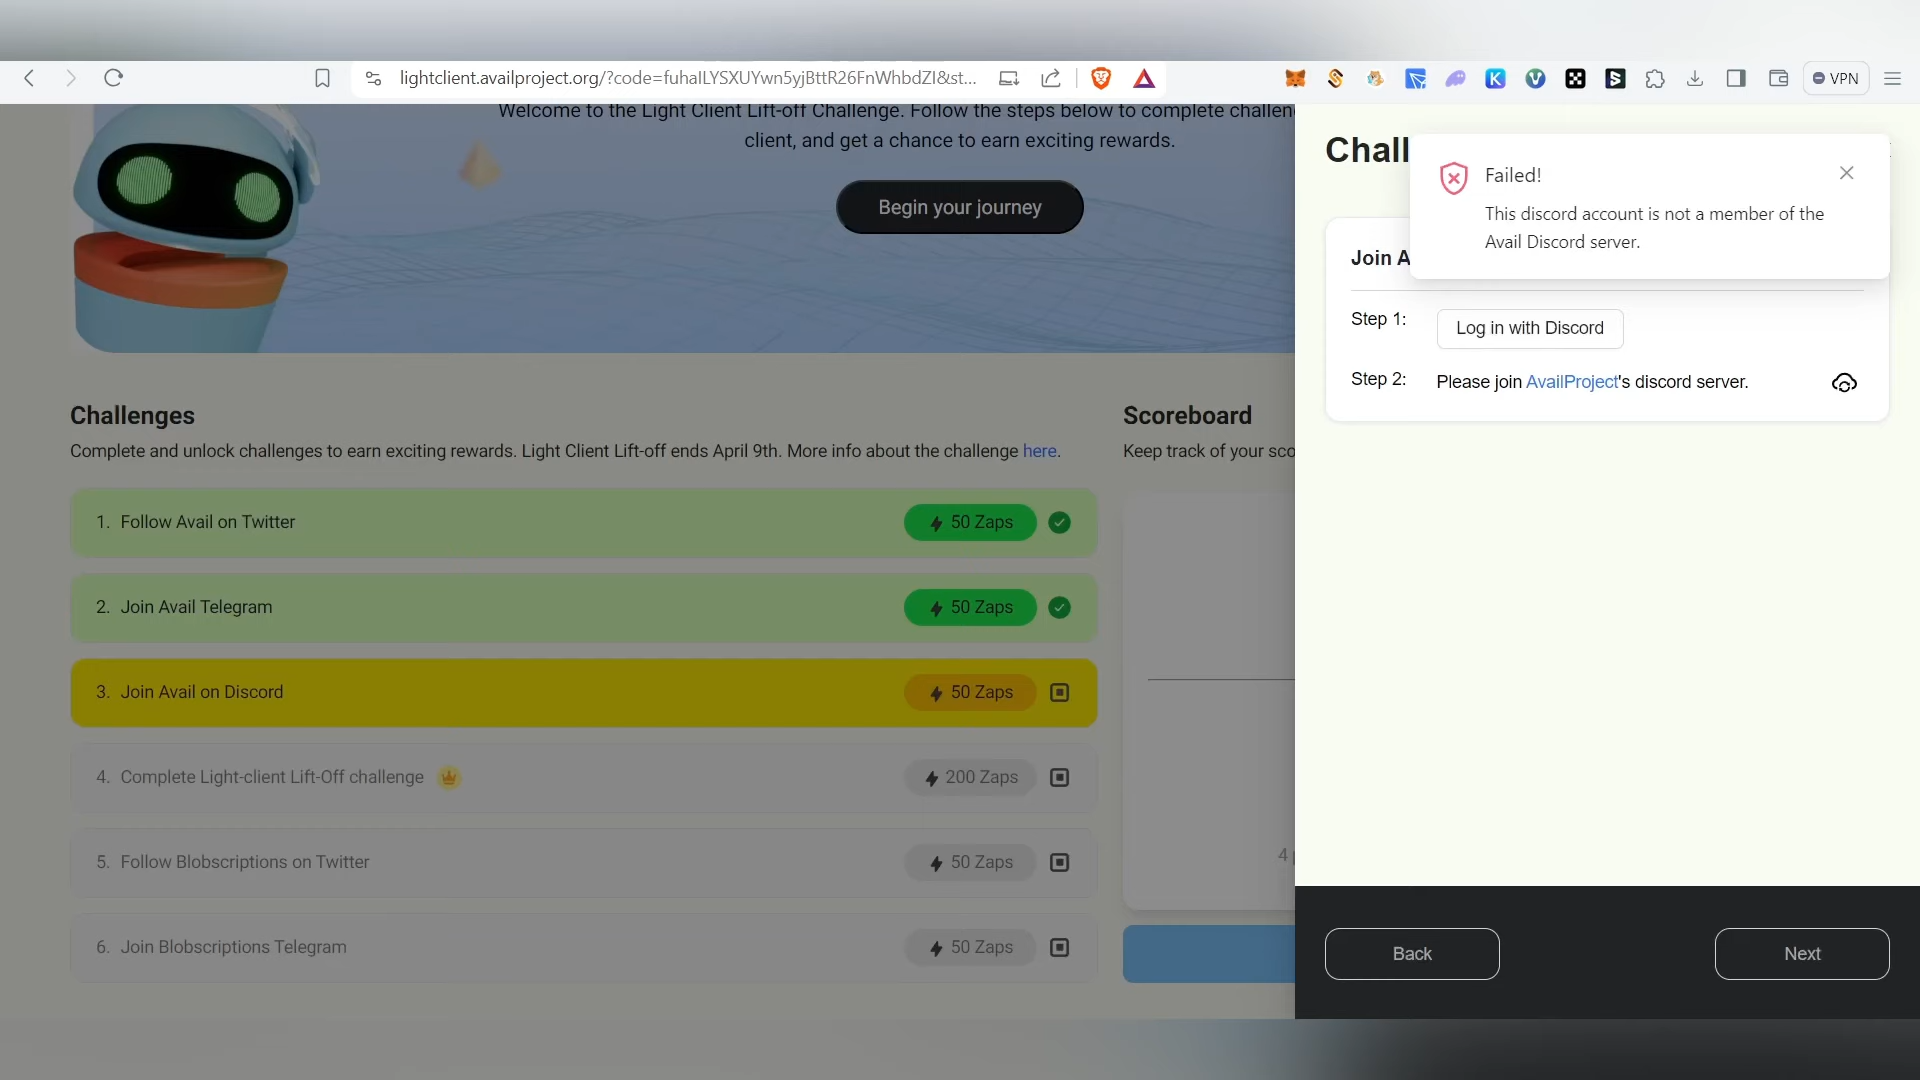 lightclient.availproject.org/?code=fuhaILYSXUYwn5yjBttR26FnWhbdZI&st...
VPN
Welcome to the Light Client Lift-off Challenge. Follow the steps below to complete challen
client, and get a chance to earn exciting rewards.
Begin your journey
Challenges
Complete and unlock challenges to earn exciting rewards. Light Client Lift-off ends April 9th. More info about the challenge here.
1. Follow Avail on Twitter
50 Zaps
2. Join Avail Telegram
50 Zaps
3. Join Avail on Discord
50 Zaps
4. Complete Light-client Lift-Off challenge
200 Zaps
5. Follow Blobscriptions on Twitter
50 Zaps
6. Join Blobscriptions Telegram
50 Zaps
Scoreboard
Keep track of your sco
4
Chall
Failed!
This discord account is not a member of the
Avail Discord server.
Join A
Step 1:
Log in with Discord
Step 2:
Please join AvailProject's discord server.
Back
Next